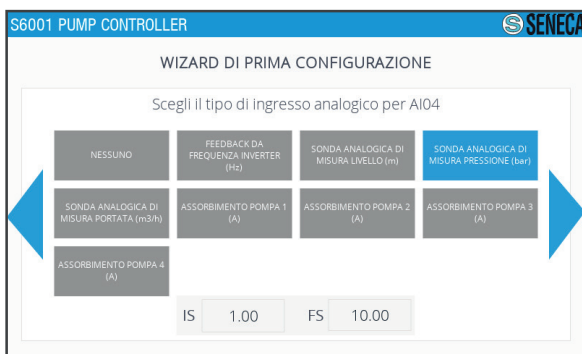 S6001 PUMP CONTROLLER
S SENECA
WIZARD DI PRIMA CONFIGURAZIONE
Scegli il tipo di ingresso analogico per AI04
NESSUNO
FEEDBACK DA
FREQUENZA INVERTER
(Hz)
SONDA ANALOGICA DI
MISURA LIVELLO (m)
SONDA ANALOGICA DI
MISURA PRESSIONE (bar)
SONDA ANALOGICA DI
MISURA PORTATA (m3/h)
ASSORBIMENTO POMPA 1
(A)
ASSORBIMENTO POMPA 2
(A)
ASSORBIMENTO POMPA 3
(A)
ASSORBIMENTO POMPA 4
(A)
IS 1.00 FS 10.00